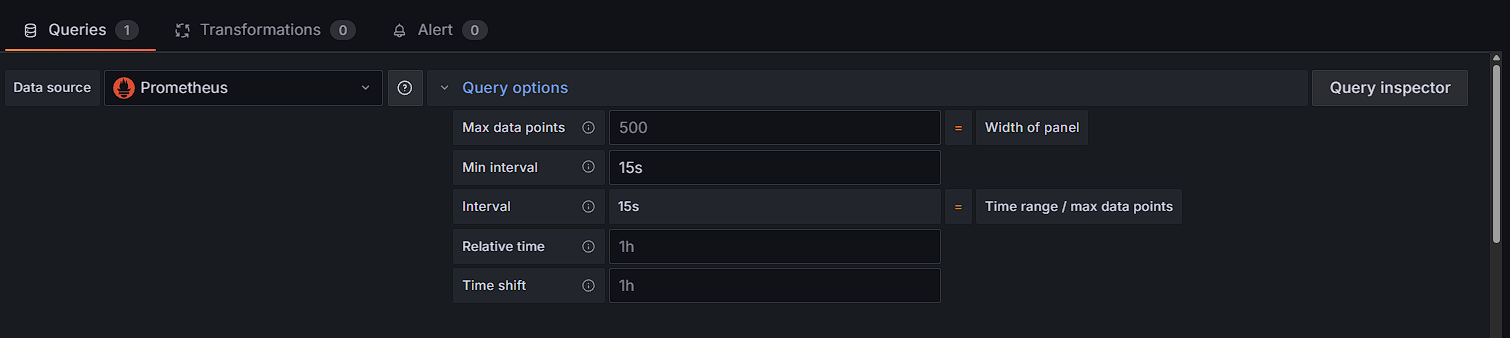 Queries 1 Transformations 0 Alert 0
Data source Prometheus Query options Query inspector
Max data points 500 = Width of panel
Min interval 15s
Interval 15s = Time range / max data points
Relative time 1h
Time shift 1h